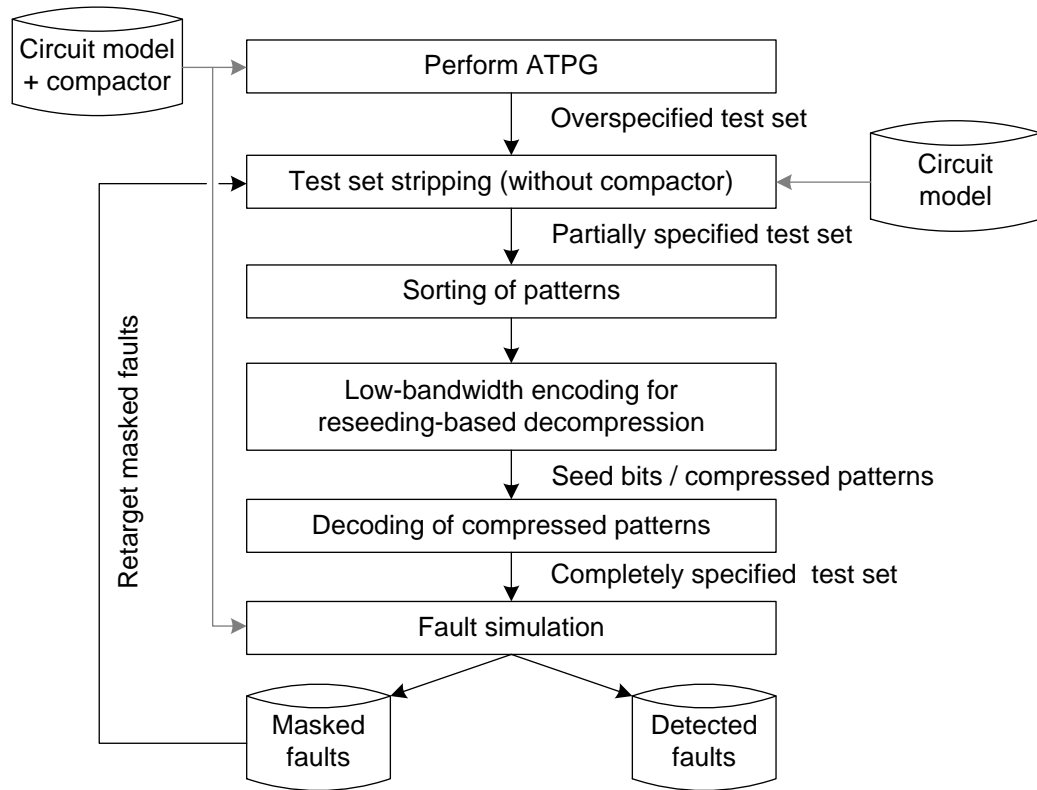 Circuit model
+ compactor
Perform ATPG
Overspecified test set
Test set stripping (without compactor)
Circuit
model
Partially specified test set
Sorting of patterns
Retarget masked faults
Low-bandwidth encoding for
reseeding-based decompression
Seed bits / compressed patterns
Decoding of compressed patterns
Completely specified test set
Fault simulation
Masked
faults
Detected
faults